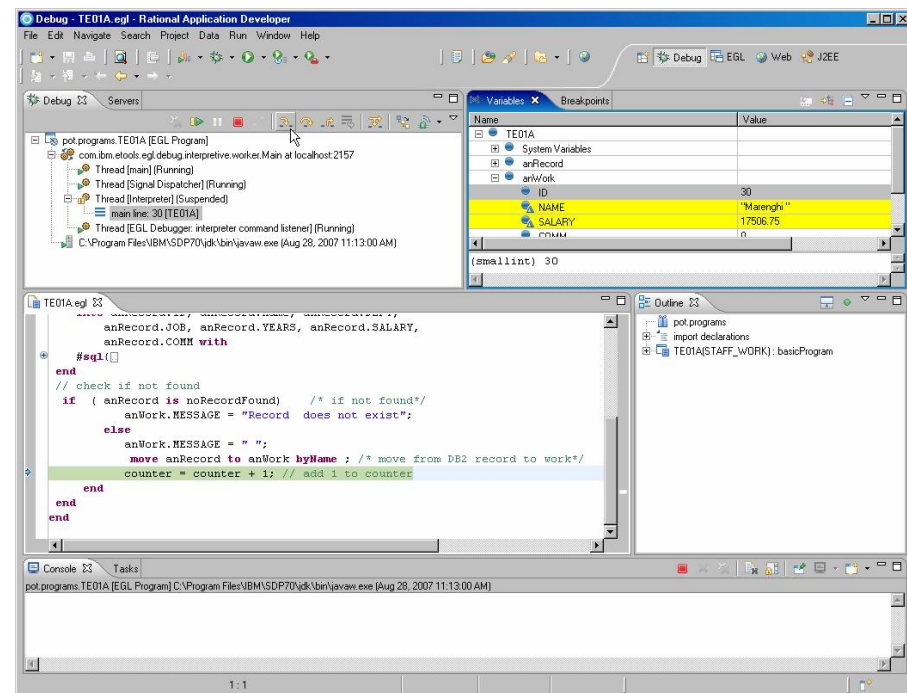 Debug - TE01A.egl - Rational Application Developer
File Edit Navigate Search Project Data Run Window Help
Debug EGL Web J2EE
Debug Servers
pot.programs.TE01A [EGL Program]
com.ibm.etools.egl.debug.interpretive.worker.Main at localhost:2157
Thread [main] (Running)
Thread [Signal Dispatcher] (Running)
Thread [Interpreter] (Suspended)
main line: 30 [TE01A]
Thread [EGL Debugger: interpreter command listener] (Running)
C:\Program Files\IBM\SDP70\jdk\bin\javaw.exe (Aug 28, 2007 11:13:00 AM)
Variables Breakpoints
Name Value
TE01A
System Variables
anRecord
anWork
ID 30
NAME "Marenghi "
SALARY 17506.75
COMM 0
(smallint) 30
TE01A.egl
anRecord.JOB, anRecord.YEARS, anRecord.SALARY,
anRecord.COMM with
#sql{
end
// check if not found
if ( anRecord is noRecordFound) /* if not found*/
anWork.MESSAGE = "Record does not exist";
else
anWork.MESSAGE = " ";
move anRecord to anWork byName ; /* move from DB2 record to work*/
counter = counter + 1; // add 1 to counter
end
end
end
Outline
pot.programs
import declarations
TE01A(STAFF_WORK) : basicProgram
Console Tasks
pot.programs.TE01A [EGL Program] C:\Program Files\IBM\SDP70\jdk\bin\javaw.exe (Aug 28, 2007 11:13:00 AM)
1:1